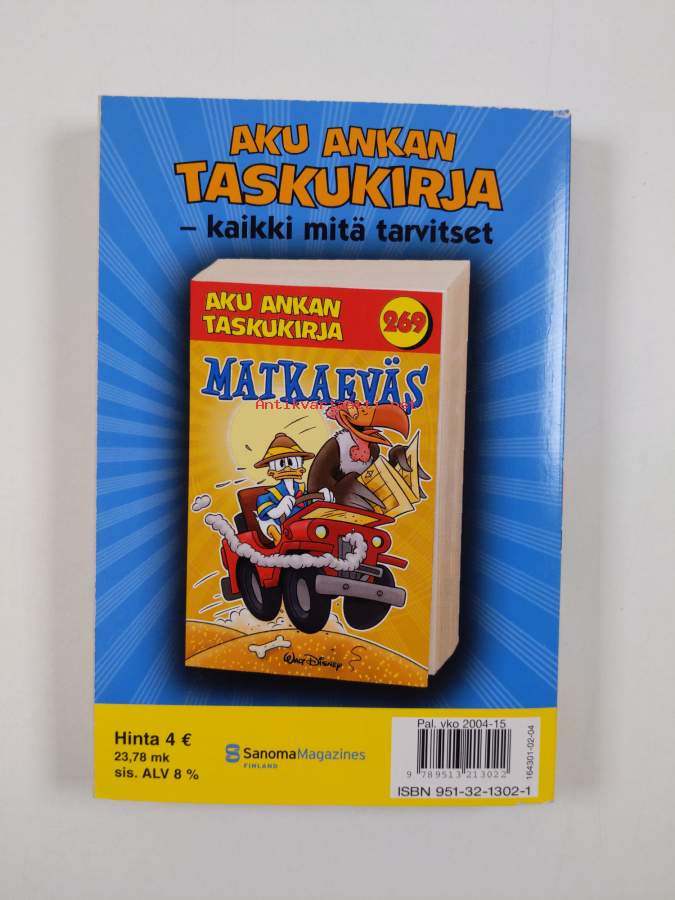 AKU ANKAN
TASKUKIRJA
– kaikki mitä tarvitset
AKU ANKAN
TASKUKIRJA
269
MATKAEVÄS
Antikvariaatti.net
WALT DISNEY
Hinta 4 €
23,78 mk
sis. ALV 8 %
SanomaMagazines
FINLAND
Pal. vko 2004-15
9 789513 213022
ISBN 951-32-1302-1
164301-02-04